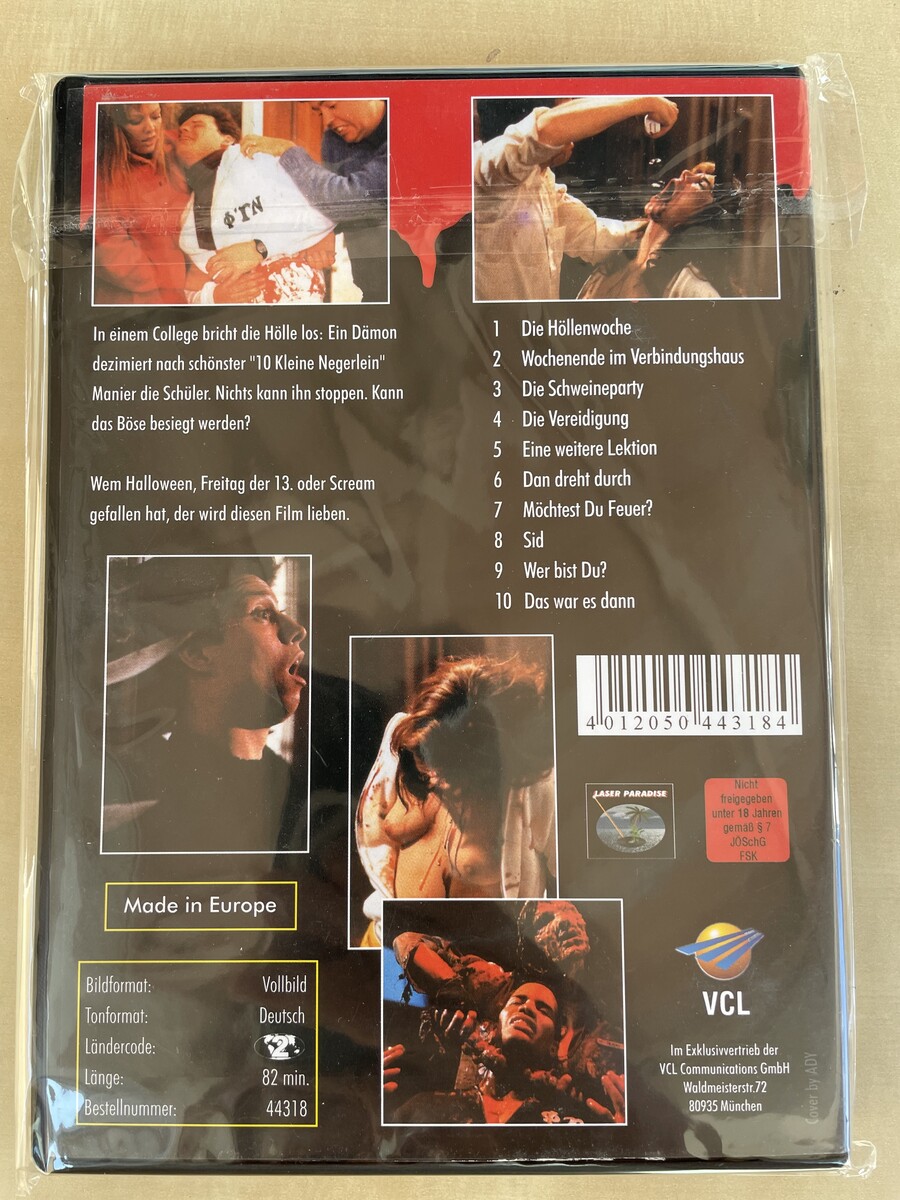 Φ.Γ.Ν
In einem College bricht die Hölle los: Ein Dämon
dezimiert nach schönster "10 Kleine Negerlein"
Manier die Schüler. Nichts kann ihn stoppen. Kann
das Böse besiegt werden?
Wem Halloween, Freitag der 13. oder Scream
gefallen hat, der wird diesen Film lieben.
1 Die Höllenwoche
2 Wochenende im Verbindungshaus
3 Die Schweineparty
4 Die Vereidigung
5 Eine weitere Lektion
6 Dan dreht durch
7 Möchtest Du Feuer?
8 Sid
9 Wer bist Du?
10 Das war es dann
4 012050 443184
LASER PARADISE
Nicht
freigegeben
unter 18 Jahren
gemäß § 7
JÖSchG
FSK
Made in Europe
Bildformat: Vollbild
Tonformat: Deutsch
Ländercode: 2
Länge: 82 min.
Bestellnummer: 44318
VCL
Im Exklusivvertrieb der
VCL Communications GmbH
Waldmeisterstr.72
80935 München
Cover by ADY